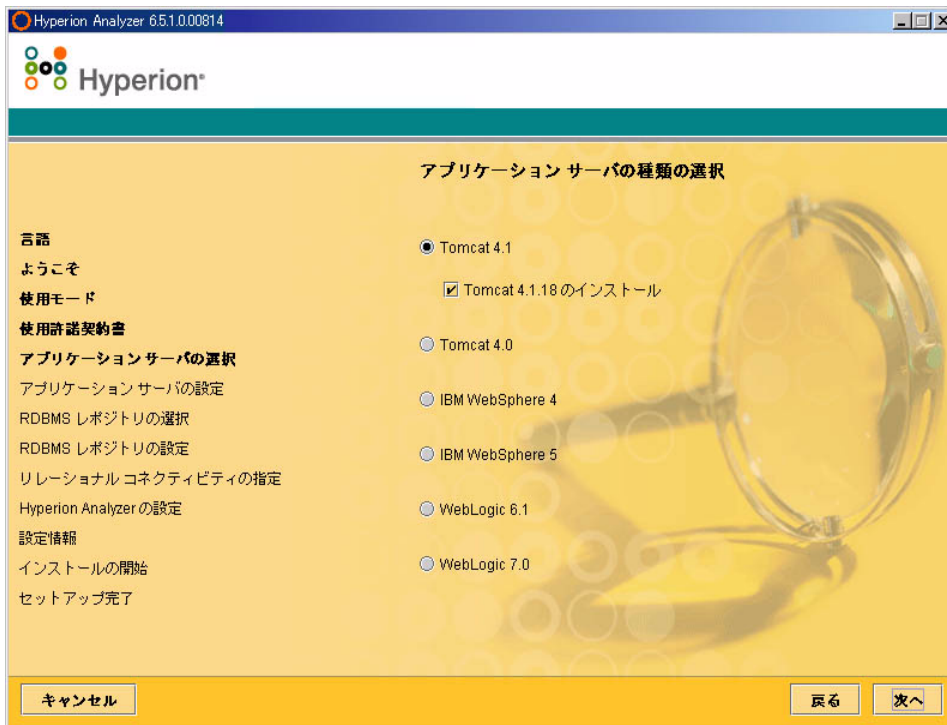 Hyperion Analyzer 6.5.1.0.00814
Hyperion
アプリケーション サーバの種類の選択
言語
ようこそ
使用モード
使用許諾契約書
アプリケーション サーバの選択
アプリケーション サーバの設定
RDBMS レポジトリの選択
RDBMS レポジトリの設定
リレーショナル コネクティビティの指定
Hyperion Analyzer の設定
設定情報
インストールの開始
セットアップ完了
Tomcat 4.1
Tomcat 4.1.18 のインストール
Tomcat 4.0
IBM WebSphere 4
IBM WebSphere 5
WebLogic 6.1
WebLogic 7.0
キャンセル
戻る
次へ